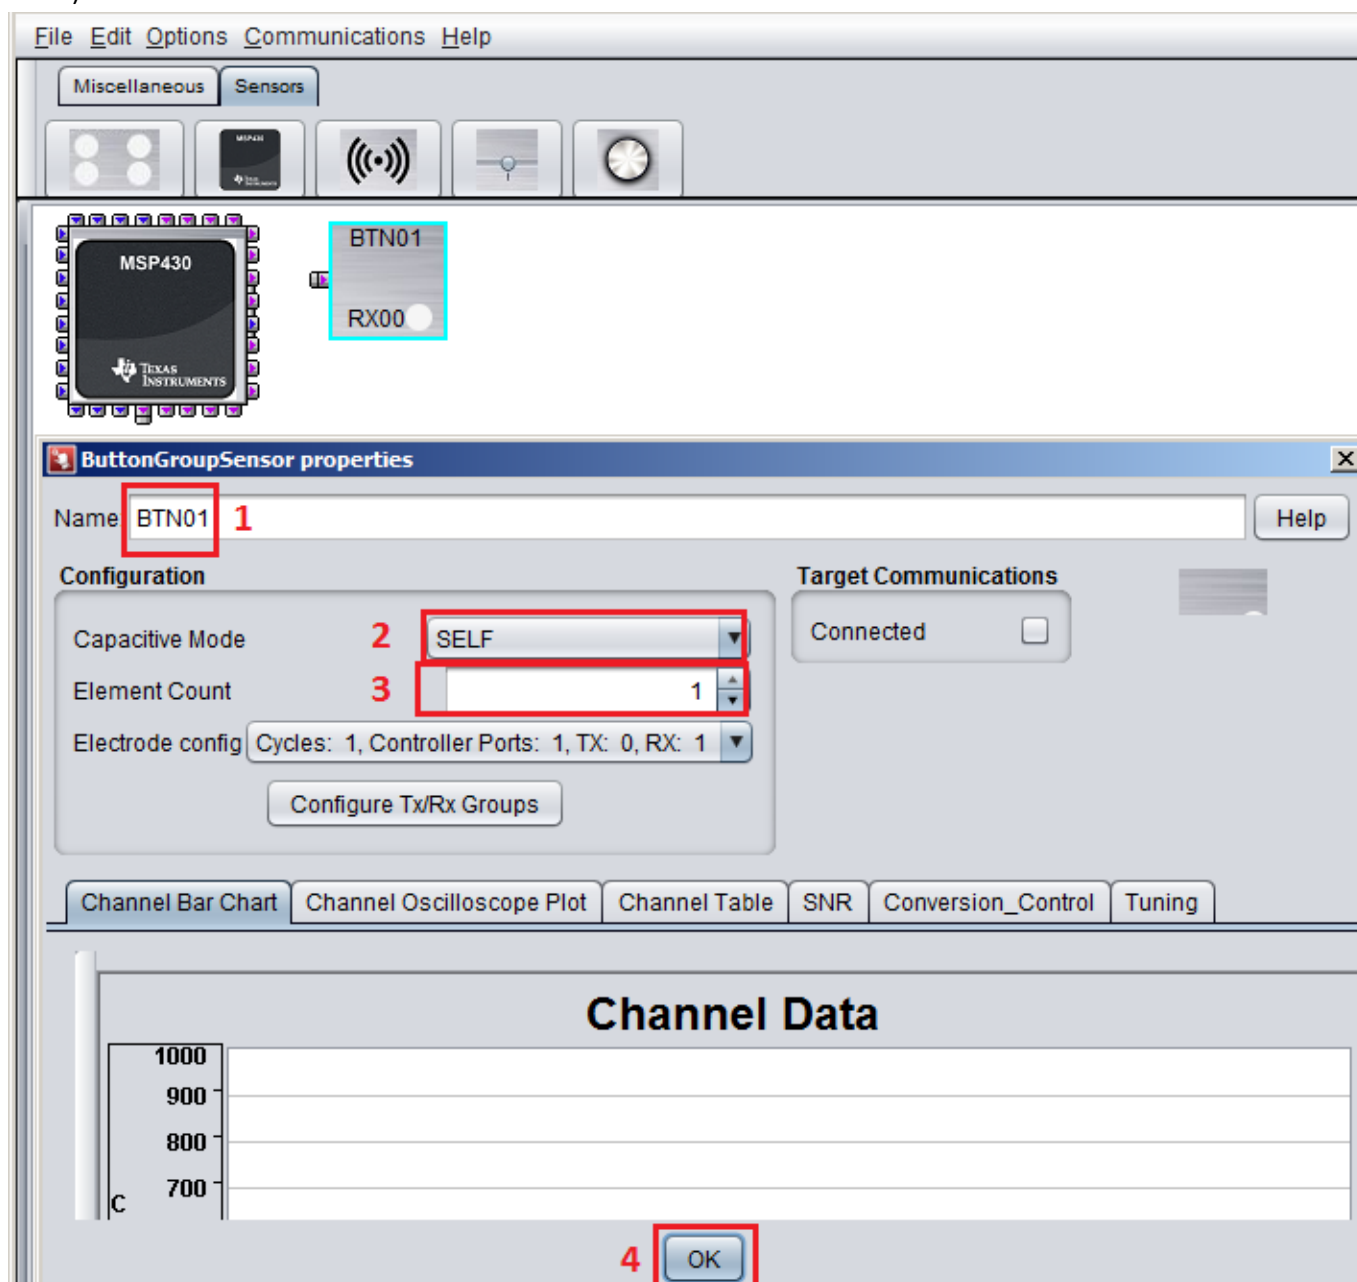 File Edit Options Communications Help
Miscellaneous Sensors
MSP430
BTN01
MSP430
RX00
TEXAS
INSTRUMENTS
ButtonGroupSensor properties
Name BTN01 1 Help
Configuration Target Communications
Capacitive Mode 2 SELF Connected
Element Count 3 1
Electrode config Cycles: 1, Controller Ports: 1, TX: 0, RX: 1
Configure Tx/Rx Groups
Channel Bar Chart Channel Oscilloscope Plot Channel Table SNR Conversion_Control Tuning
Channel Data
1000
900
800
700
C
4 OK